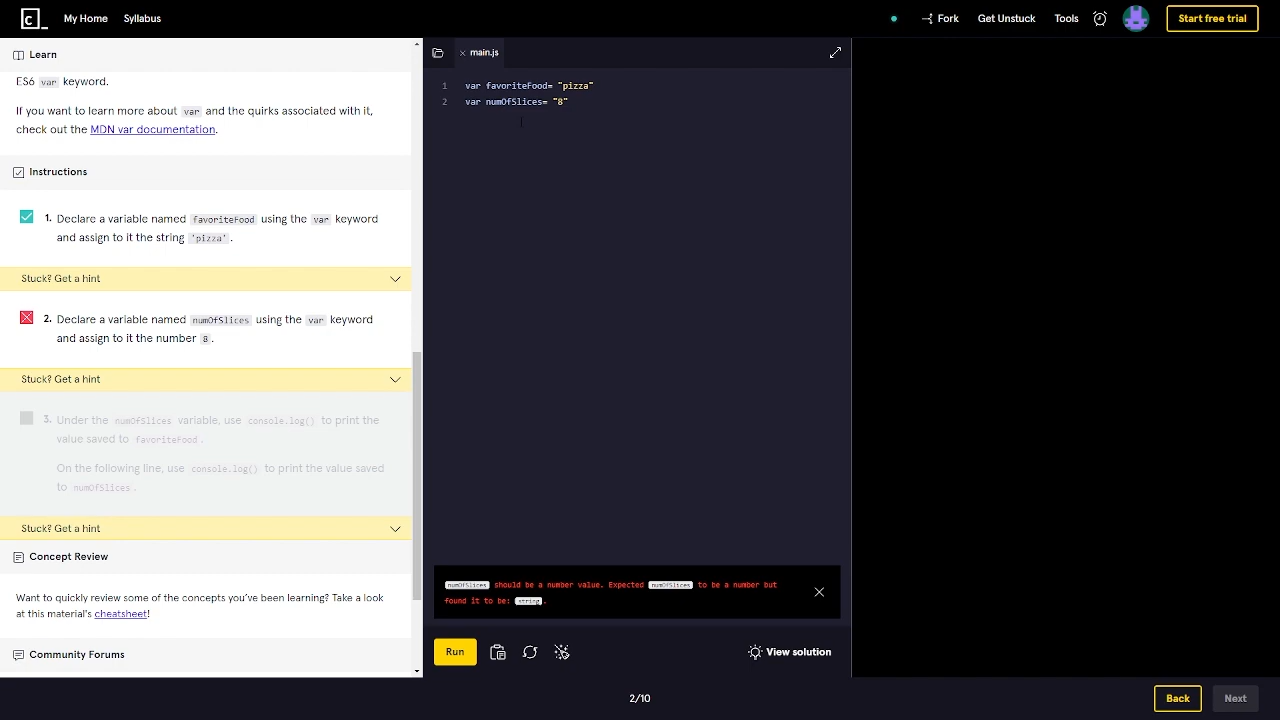 c_ My Home Syllabus Fork Get Unstuck Tools Start free trial
Learn
ES6 var keyword.
If you want to learn more about var and the quirks associated with it,
check out the MDN var documentation.
Instructions
1. Declare a variable named favoriteFood using the var keyword
and assign to it the string 'pizza'.
Stuck? Get a hint
2. Declare a variable named numOfSlices using the var keyword
and assign to it the number 8.
Stuck? Get a hint
3. Under the numOfSlices variable, use console.log() to print the
value saved to favoriteFood.
On the following line, use console.log() to print the value saved
to numOfSlices.
Stuck? Get a hint
Concept Review
Want to quickly review some of the concepts you've been learning? Take a look
at this material's cheatsheet!
Community Forums
main.js
1 var favoriteFood= "pizza"
2 var numOfSlices= "8"
numOfSlices should be a number value. Expected numOfSlices to be a number but
found it to be: string.
Run View solution
2/10 Back Next